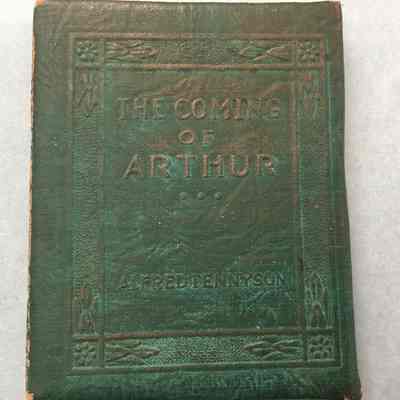 THE COMING
OF
ARTHUR
ALFRED TENNYSON